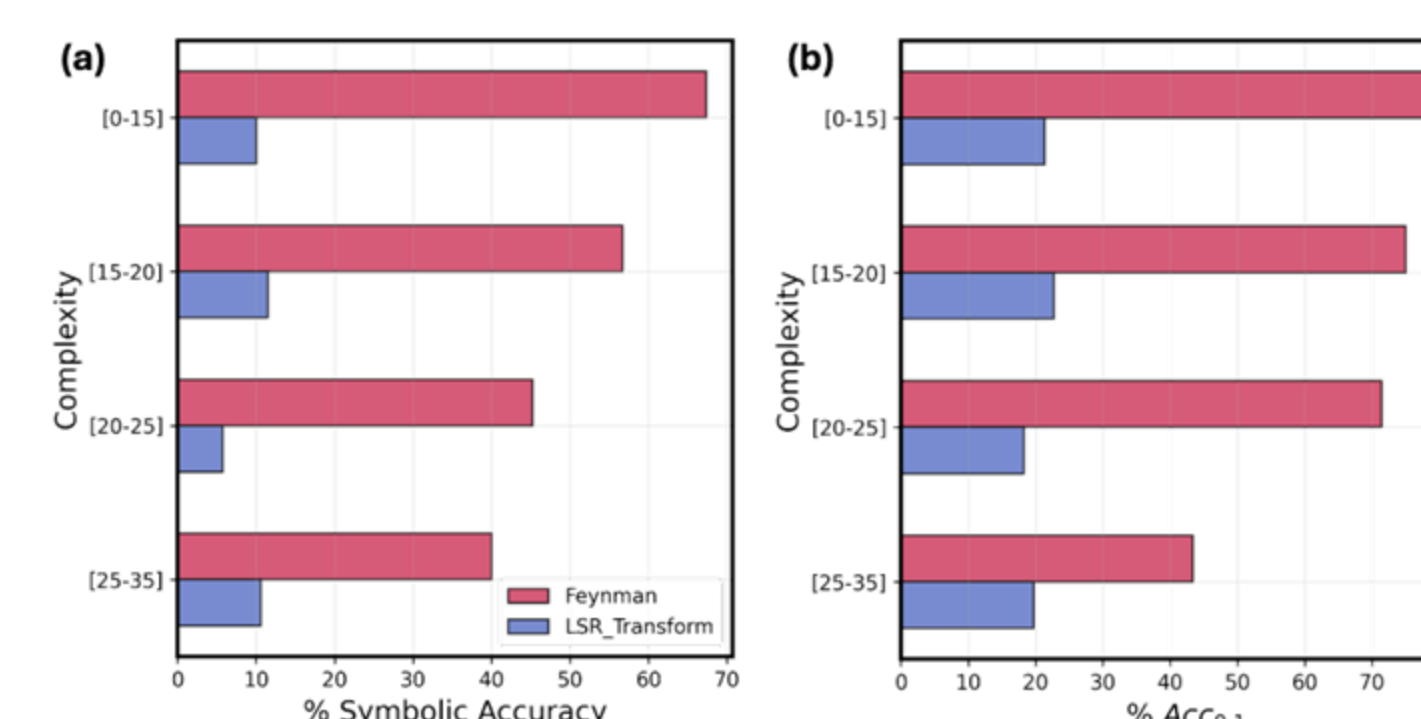 (a)
[0-15]
[15-20]
[20-25]
[25-35]
Complexity
Feynman
LSR_Transform
0 10 20 30 40 50 60 70
% Symbolic Accuracy
(b)
[0-15]
[15-20]
[20-25]
[25-35]
Complexity
0 10 20 30 40 50 60 70
% Acc